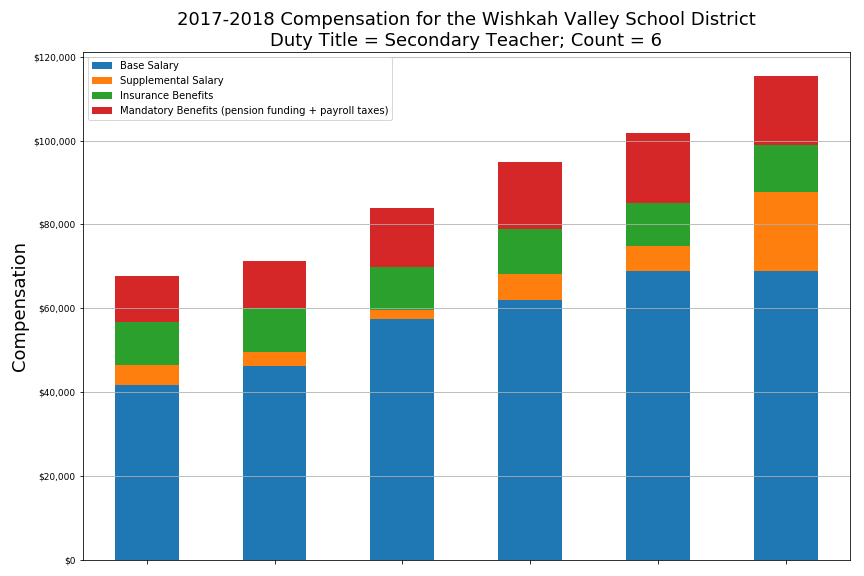 2017-2018 Compensation for the Wishkah Valley School District
Duty Title = Secondary Teacher; Count = 6
Base Salary
Supplemental Salary
Insurance Benefits
Mandatory Benefits (pension funding + payroll taxes)
Compensation
$120,000
$100,000
$80,000
$60,000
$40,000
$20,000
$0